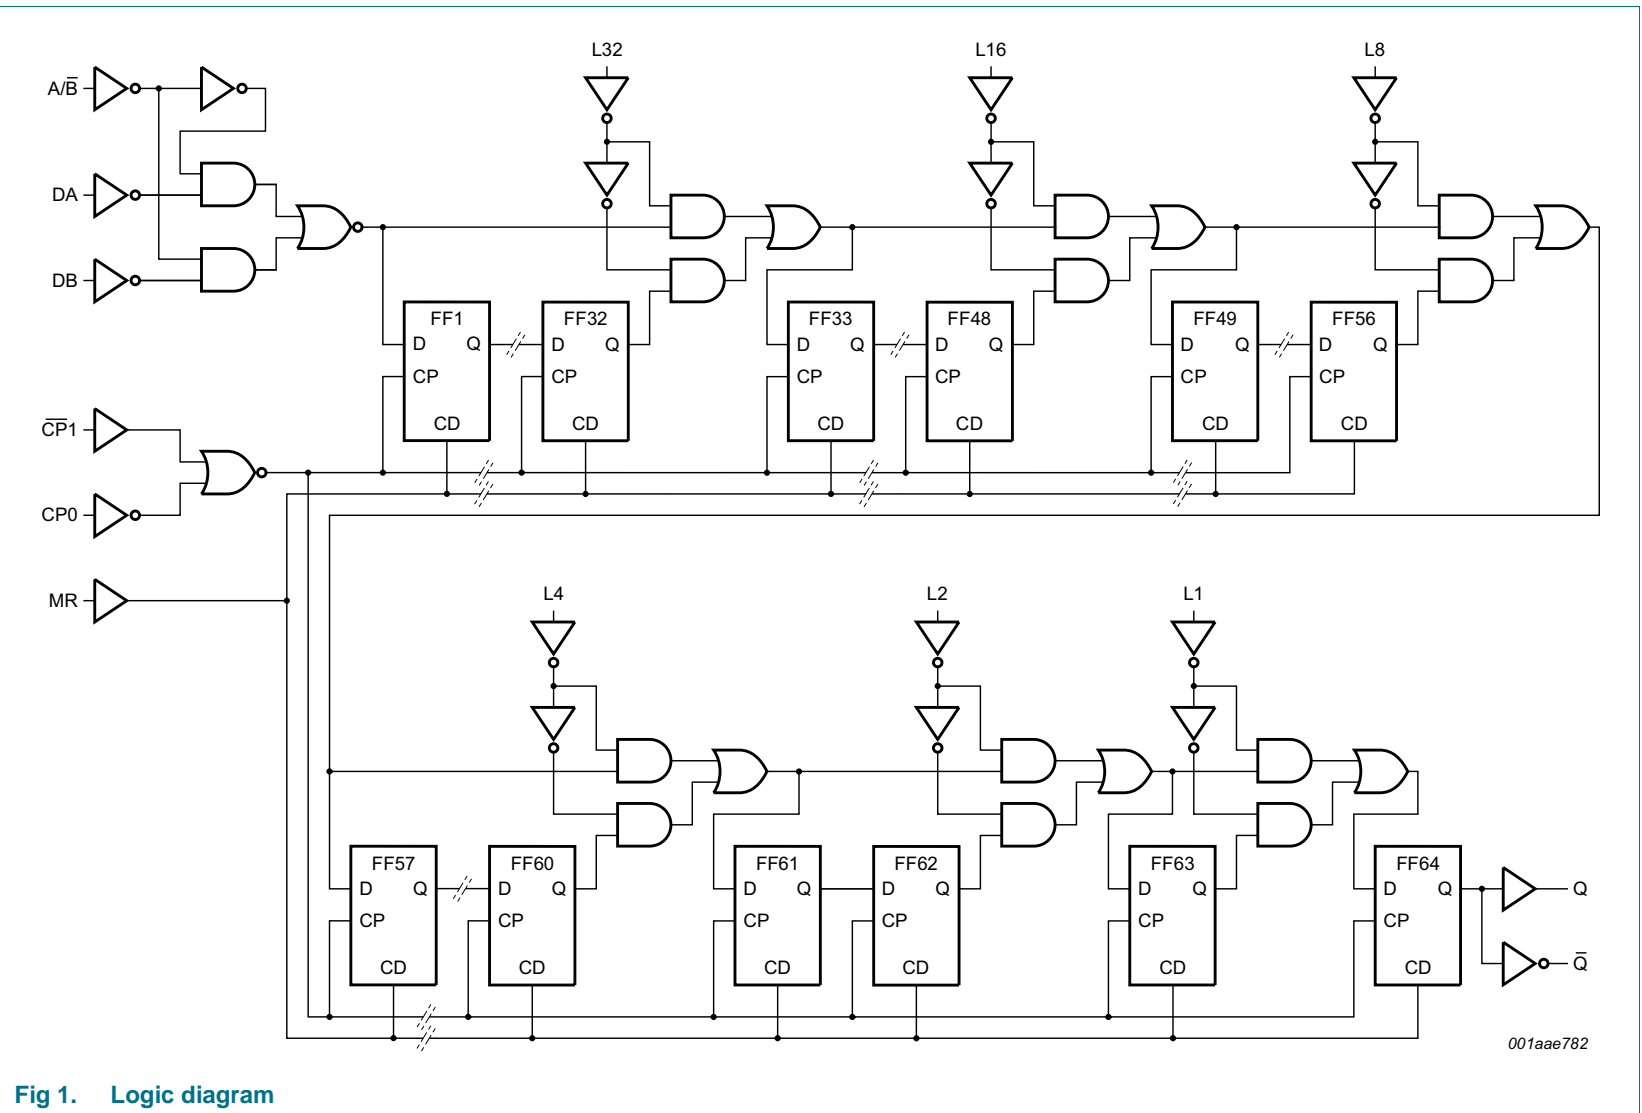 L32 L16 L8
A/B̅
DA
DB
FF1 FF32 FF33 FF48 FF49 FF56
D Q D Q D Q D Q D Q D Q
CP CP CP CP CP CP
CD CD CD CD CD CD
C̅P̅1
CP0
MR
L4 L2 L1
FF57 FF60 FF61 FF62 FF63 FF64
D Q D Q D Q D Q D Q D Q Q
CP CP CP CP CP CP
CD CD CD CD CD CD Q̅
001aae782
Fig 1. Logic diagram